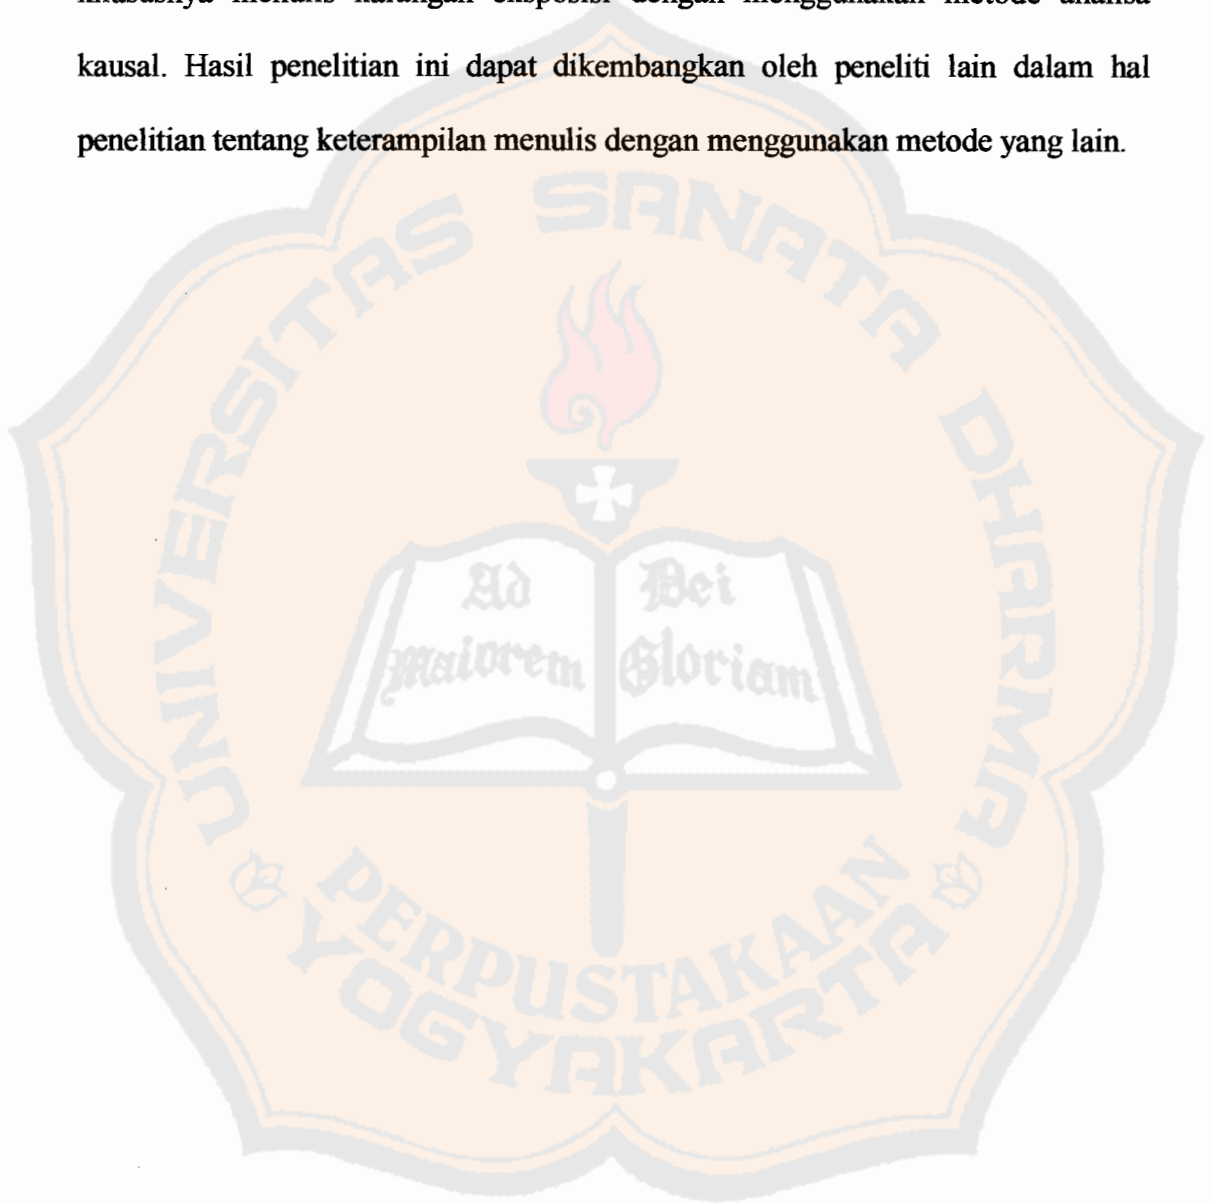 khususnya menulis karangan eksposisi dengan menggunakan metode analisa
kausal. Hasil penelitian ini dapat dikembangkan oleh peneliti lain dalam hal
penelitian tentang keterampilan menulis dengan menggunakan metode yang lain.
UNIVERSITAS SANATA DHARMA
Ad Dei
maiorem Gloriam
PERPUSTAKAAN
YOGYAKARTA